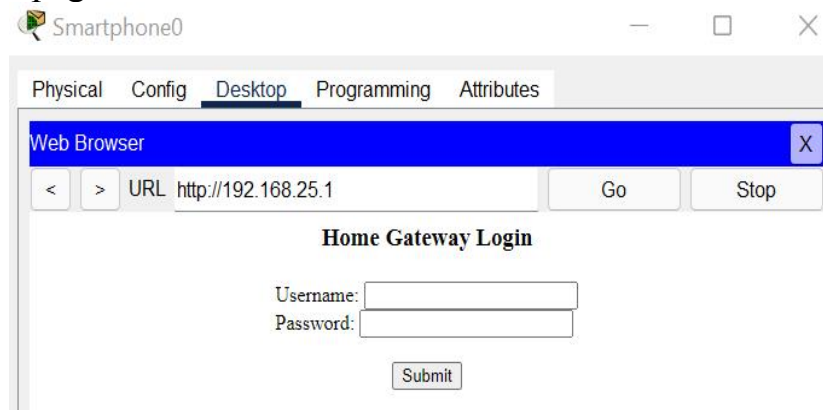 Smartphone0
Physical Config Desktop Programming Attributes
Web Browser X
< > URL http://192.168.25.1 Go Stop
Home Gateway Login
Username:
Password:
Submit